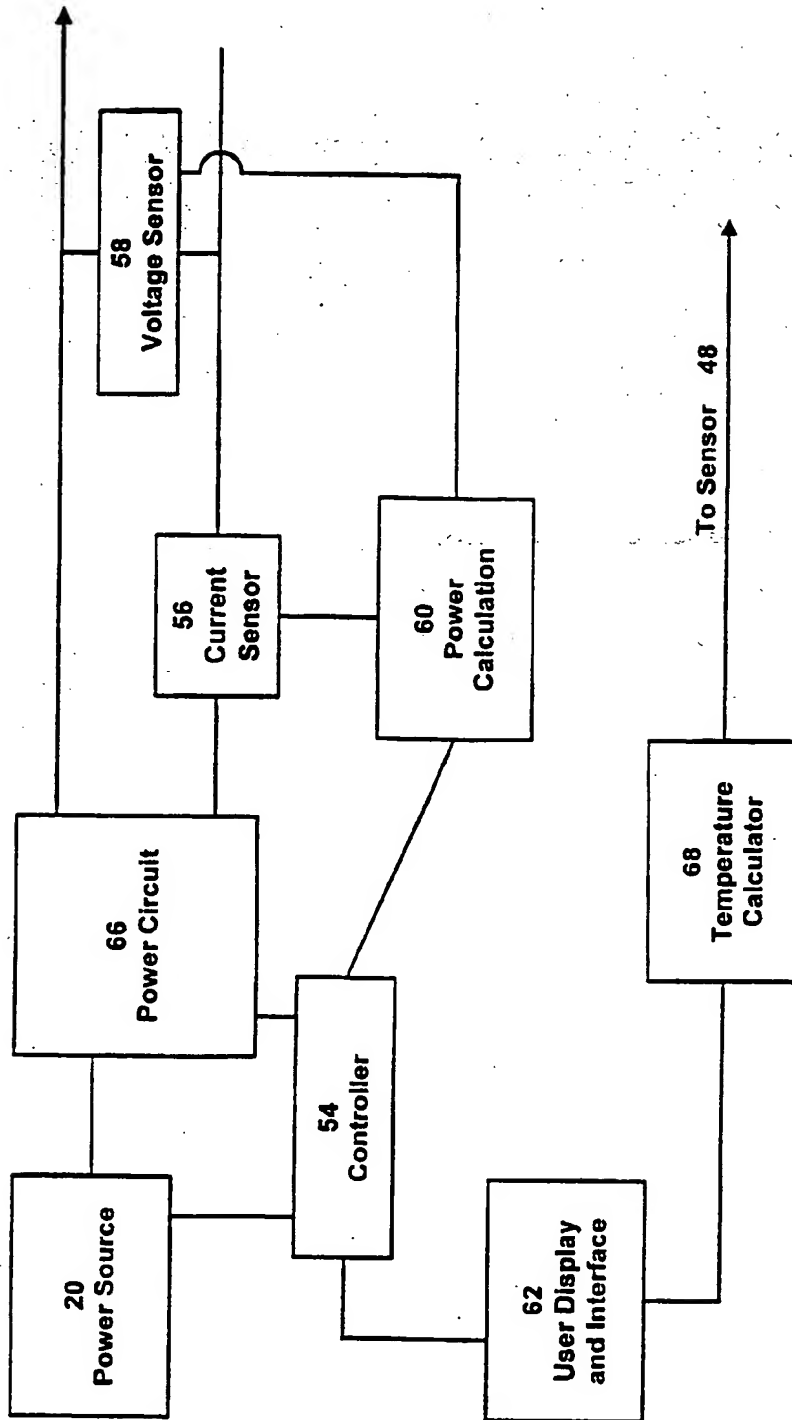 20
Power Source
66
Power Circuit
58
Voltage Sensor
56
Current
Sensor
54
Controller
60
Power
Calculation
62
User Display
and Interface
68
Temperature
Calculator
To Sensor 48